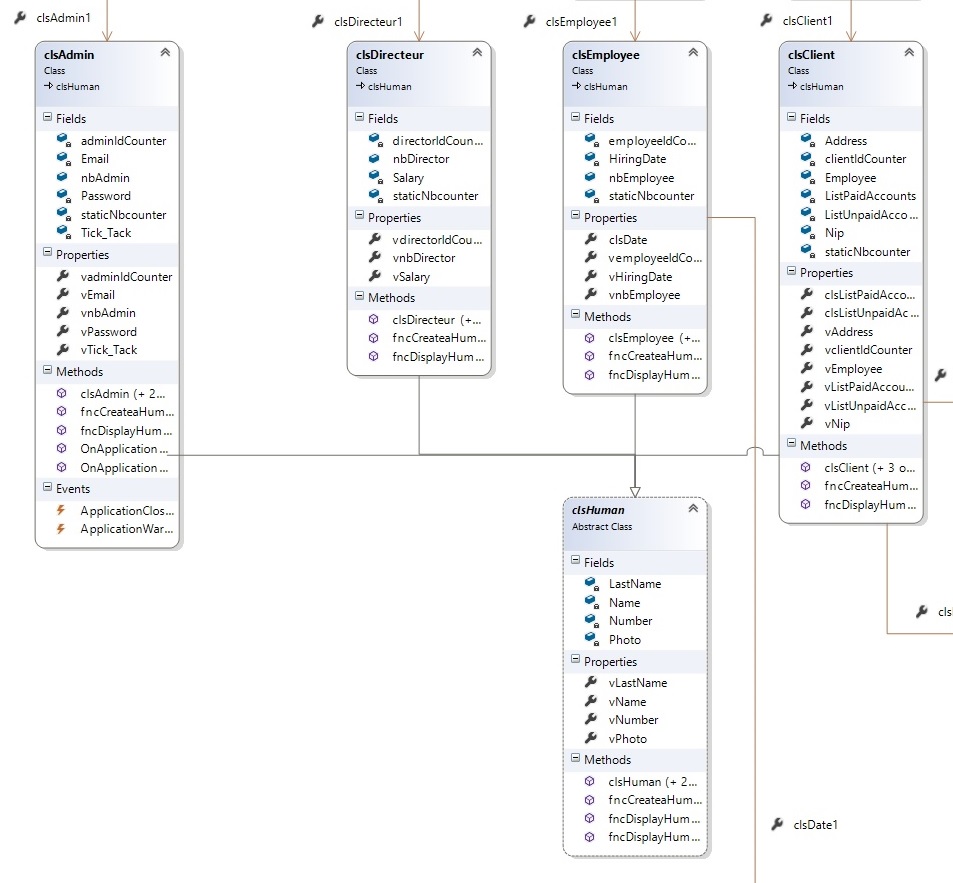 clsAdmin1
clsAdmin
Class
clsHuman
Fields
adminIdCounter
Email
nbAdmin
Password
staticNbcounter
Tick_Tack
Properties
vadminIdCounter
vEmail
vnbAdmin
vPassword
vTick_Tack
Methods
clsAdmin (+ 2...
fncCreateaHum...
fncDisplayHum...
OnApplication...
OnApplication...
Events
ApplicationClos...
ApplicationWar...
clsDirecteur1
clsDirecteur
Class
clsHuman
Fields
directorIdCoun...
nbDirector
Salary
staticNbcounter
Properties
vdirectorIdCou...
vnbDirector
vSalary
Methods
clsDirecteur (+...
fncCreateaHum...
fncDisplayHum...
clsEmployee1
clsEmployee
Class
clsHuman
Fields
employeeIdCo...
HiringDate
nbEmployee
staticNbcounter
Properties
clsDate
vemployeeIdCo...
vHiringDate
vnbEmployee
Methods
clsEmployee (+...
fncCreateaHum...
fncDisplayHum...
clsClient1
clsClient
Class
clsHuman
Fields
Address
clientIdCounter
Employee
ListPaidAccounts
ListUnpaidAcco...
Nip
staticNbcounter
Properties
clsListPaidAcco...
clsListUnpaidAc...
vAddress
vclientIdCounter
vEmployee
vListPaidAccou...
vListUnpaidAcc...
vNip
Methods
clsClient (+ 3 o...
fncCreateaHum...
fncDisplayHum...
clsHuman
Abstract Class
Fields
LastName
Name
Number
Photo
Properties
vLastName
vName
vNumber
vPhoto
Methods
clsHuman (+ 2...
fncCreateaHum...
fncDisplayHum...
fncDisplayHum...
clsDate1